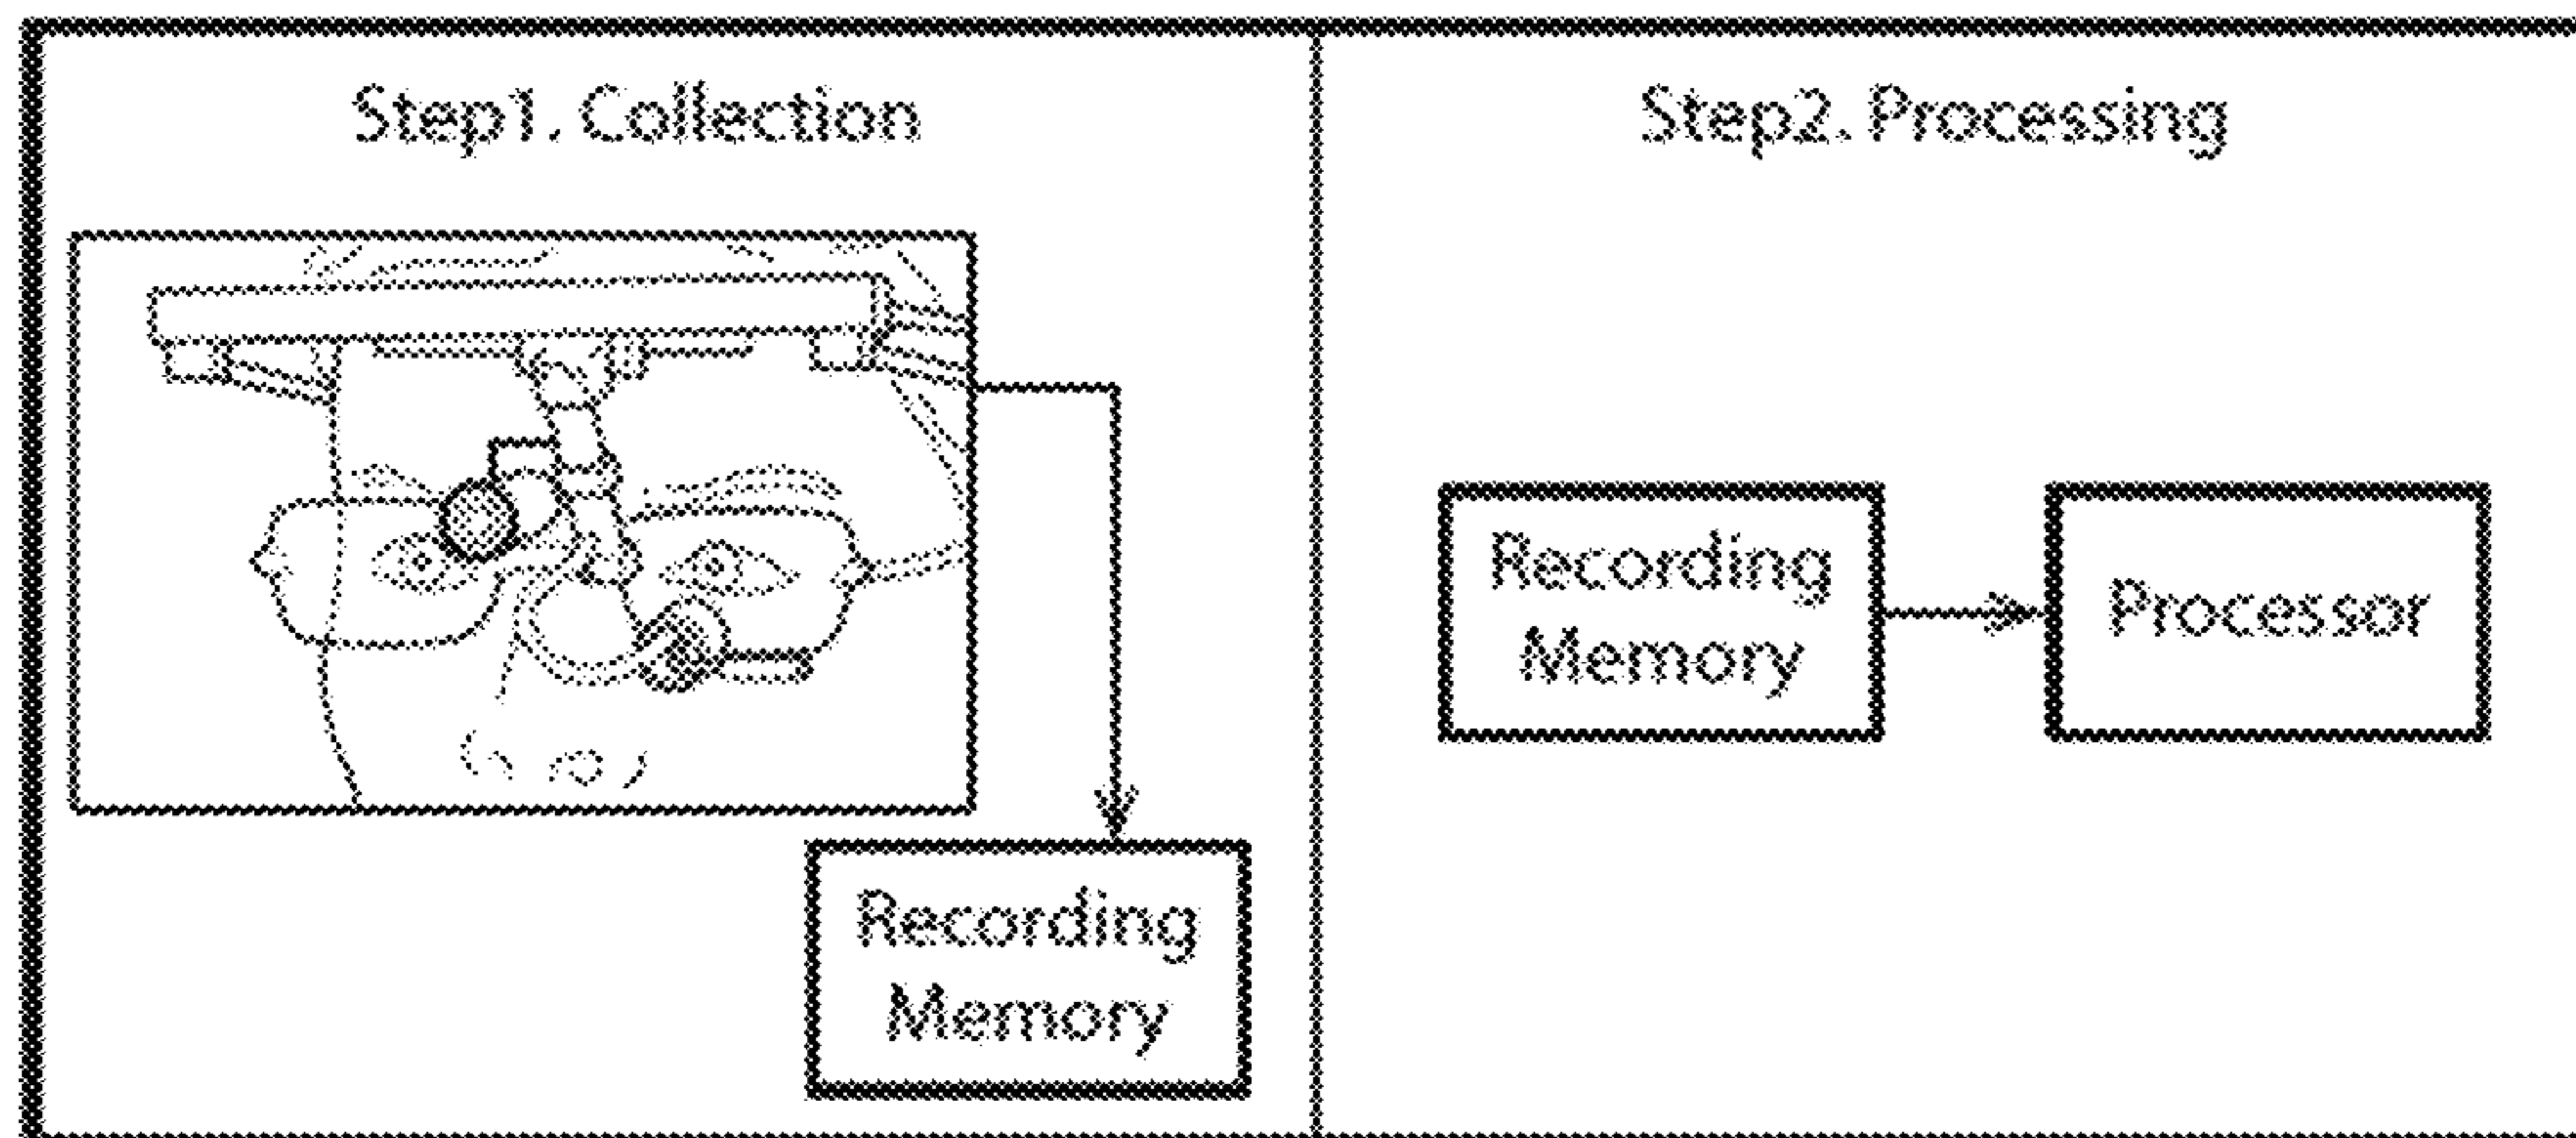 Step1. Collection
Recording
Memory
Step2. Processing
Recording
Memory
Processor